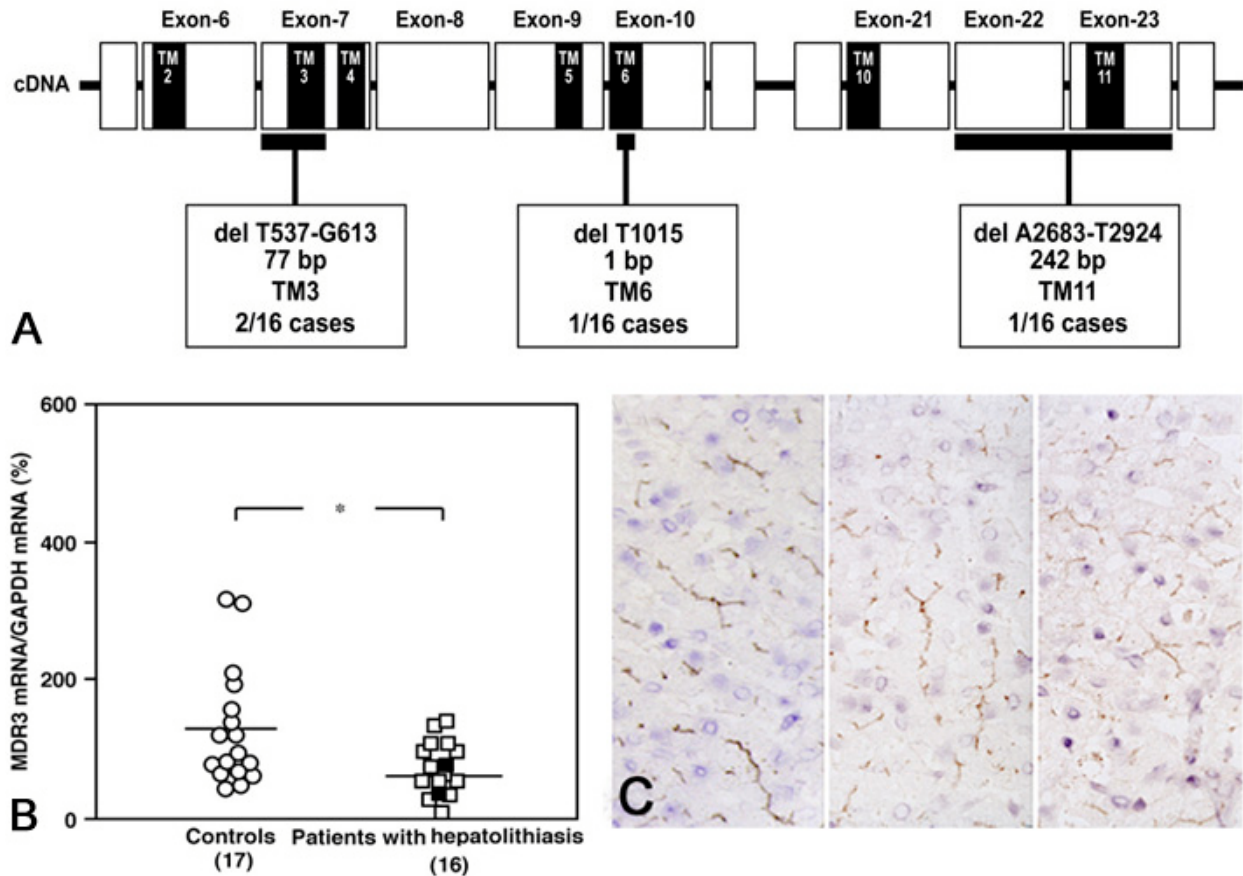 Exon-6 Exon-7 Exon-8 Exon-9 Exon-10 Exon-21 Exon-22 Exon-23
TM TM TM TM TM TM TM
2 3 4 5 6 10 11
cDNA
del T537-G613
77 bp
TM3
2/16 cases
del T1015
1 bp
TM6
1/16 cases
del A2683-T2924
242 bp
TM11
1/16 cases
A
600
400
200
0
MDR3 mRNA/GAPDH mRNA (%)
*
Controls
(17)
Patients with hepatolithiasis
(16)
B
C